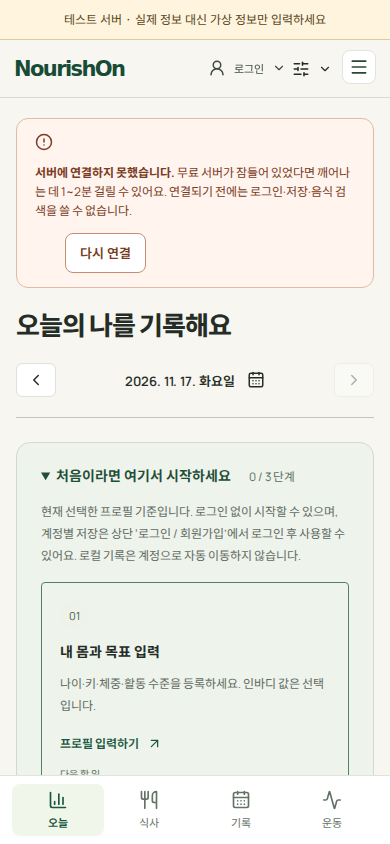 테스트 서버 · 실제 정보 대신 가상 정보만 입력하세요
NourishOn
로그인
서버에 연결하지 못했습니다. 무료 서버가 잠들어 있었다면 깨어나
는 데 1~2분 걸릴 수 있어요. 연결되기 전에는 로그인·저장·음식 검
색을 쓸 수 없습니다.
다시 연결
오늘의 나를 기록해요
2026. 11. 17. 화요일
처음이라면 여기서 시작하세요 0 / 3 단계
현재 선택한 프로필 기준입니다. 로그인 없이 시작할 수 있으며,
계정별 저장은 상단 '로그인 / 회원가입'에서 로그인 후 사용할 수
있어요. 로컬 기록은 계정으로 자동 이동하지 않습니다.
01
내 몸과 목표 입력
나이·키·체중·활동 수준을 등록하세요. 인바디 값은 선택
입니다.
프로필 입력하기
다음 할 일
오늘 식사 기록 운동